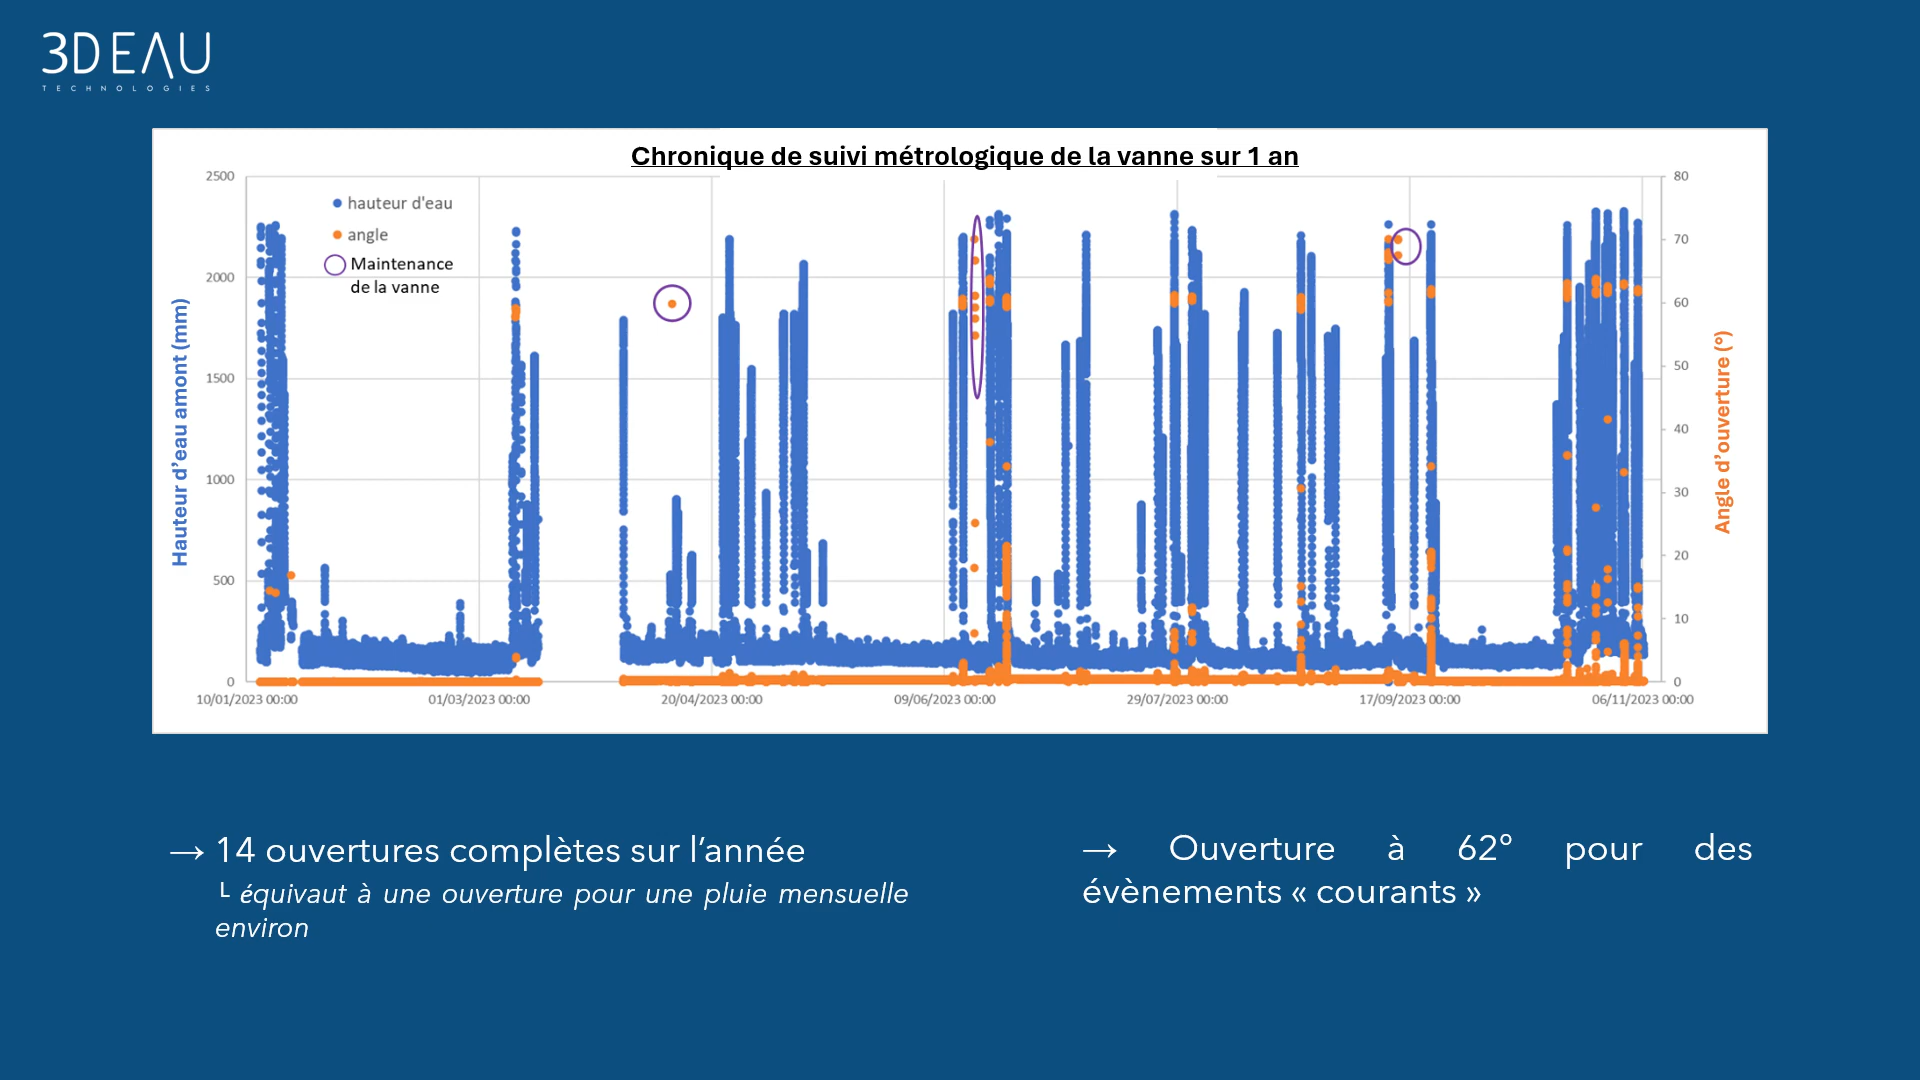 3DEAU
TECHNOLOGIES
Chronique de suivi métrologique de la vanne sur 1 an
hauteur d'eau
angle
Maintenance
de la vanne
Hauteur d'eau amont (mm)
2500
2000
1500
1000
500
0
Angle d'ouverture (°)
80
70
60
50
40
30
20
10
0
10/01/2023 00:00
01/03/2023 00:00
20/04/2023 00:00
09/06/2023 00:00
29/07/2023 00:00
17/09/2023 00:00
06/11/2023 00:00
→ 14 ouvertures complètes sur l'année
└ équivaut à une ouverture pour une pluie mensuelle
environ
→ Ouverture à 62° pour des
évènements « courants »